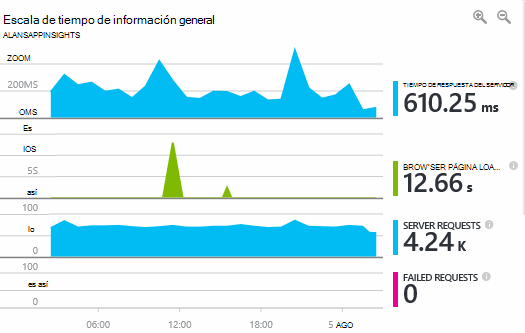 Escala de tiempo de información general
ALANSAPPINSIGHTS
ZOOM
200MS
OMS
TIEMPO DE RESPUESTA DEL SERVIDOR
610.25 ms
Es
IOS
5S
así
BROW'SER PÁGINA LOA...
12.66 s
100
lo
0
SERVER REQUESTS
4.24 K
100
es así
0
FAILED REQUESTS
0
06:00 12:00 18:00 5 AGO